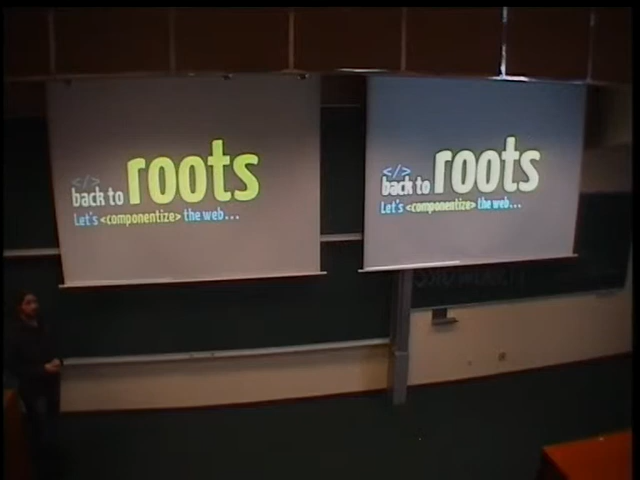 </>
back to roots
Let's <componentize> the web...
</>
back to roots
Let's <componentize> the web...